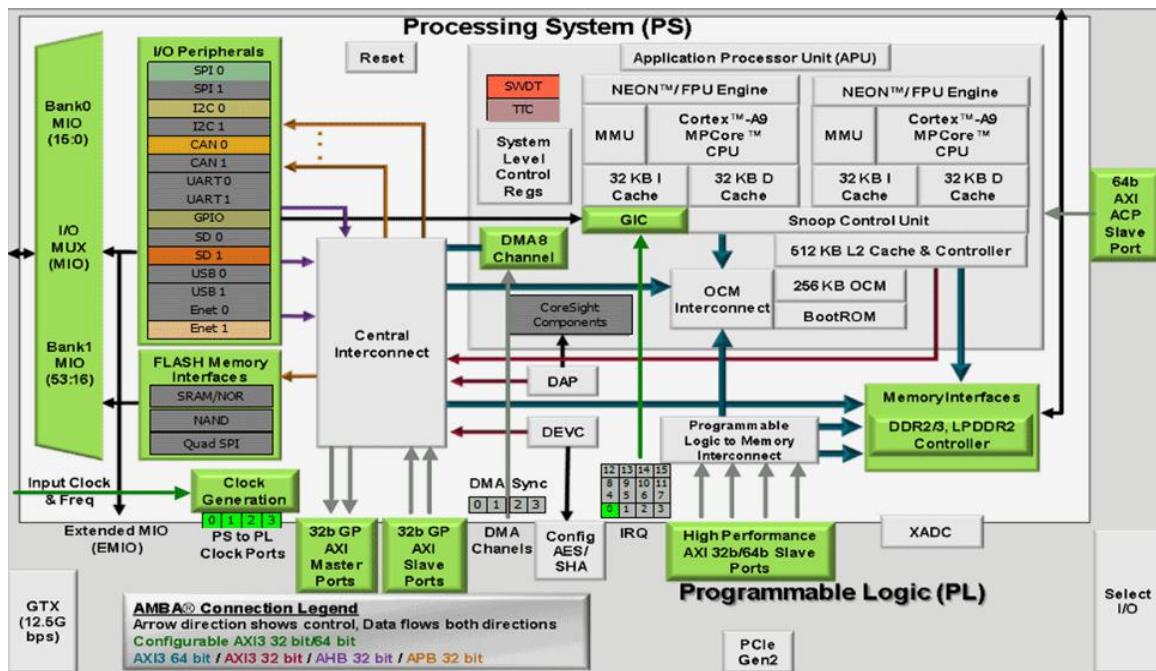 Processing System (PS)
Bank0
MIO
(15:0)
I/O
MUX
(MIO)
Bank1
MIO
(53:16)
I/O Peripherals
SPI 0
SPI 1
I2C 0
I2C 1
CAN 0
CAN 1
UART 0
UART 1
GPIO
SD 0
SD 1
USB 0
USB 1
Enet 0
Enet 1
FLASH Memory
Interfaces
SRAM/NOR
NAND
Quad SPI
Reset
Application Processor Unit (APU)
SWDT
TTC
System
Level
Control
Regs
NEON™/ FPU Engine
MMU
Cortex™-A9
MPCore™
CPU
32 KB I
Cache
32 KB D
Cache
NEON™/ FPU Engine
MMU
Cortex™-A9
MPCore™
CPU
32 KB I
Cache
32 KB D
Cache
GIC
Snoop Control Unit
DMA8
Channel
512 KB L2 Cache & Controller
OCM
Interconnect
256 KB OCM
BootROM
CoreSight
Components
Central
Interconnect
DAP
DEVC
Programmable
Logic to Memory
Interconnect
Memory Interfaces
DDR2/3, LPDDR2
Controller
64b
AXI
ACP
Slave
Port
Input Clock
& Freq
Clock
Generation
0 1 2 3
PS to PL
Clock Ports
Extended MIO
(EMIO)
32b GP
AXI
Master
Ports
32b GP
AXI
Slave
Ports
DMA Sync
0 1 2 3
DMA
Channels
Config
AES/
SHA
12 13 14 15
8 9 10 11
4 5 6 7
0 1 2 3
IRQ
High Performance
AXI 32b/64b Slave
Ports
XADC
Programmable Logic (PL)
GTX
(12.5G
bps)
AMBA® Connection Legend
Arrow direction shows control, Data flows both directions
Configurable AXI3 32 bit/64 bit
AXI3 64 bit / AXI3 32 bit / AHB 32 bit / APB 32 bit
PCIe
Gen2
Select
I/O